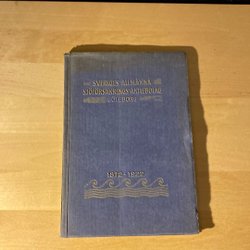 SVERIGES ALLMÄNNA
SJÖFÖRSÄKRINGS AKTIEBOLAG
GÖTEBORG
1872-1922